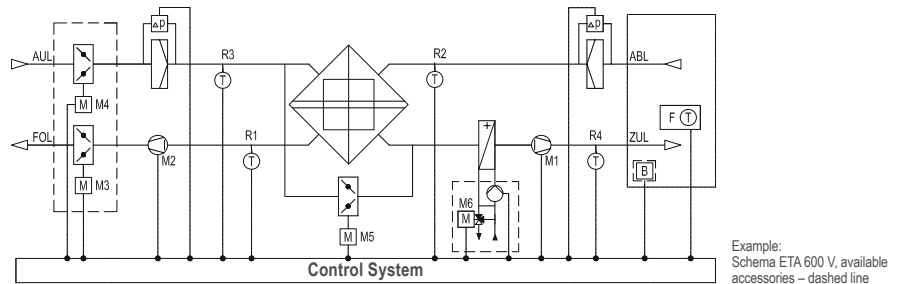 Δp
Δp
AUL
R3
R2
ABL
T
T
M
M4
F T
FOL
R1
+
R4
ZUL
M2
M1
T
T
M
M3
B
M6
M
M
M5
Control System
Example:
Schema ETA 600 V, available
accessories – dashed line